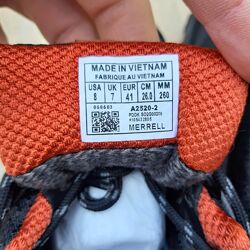 MADE IN VIETNAM
FABRIQUE AU VIETNAM
USA UK EUR CM MM
8 7 41 26.0 260
A2520-2
MERRELL